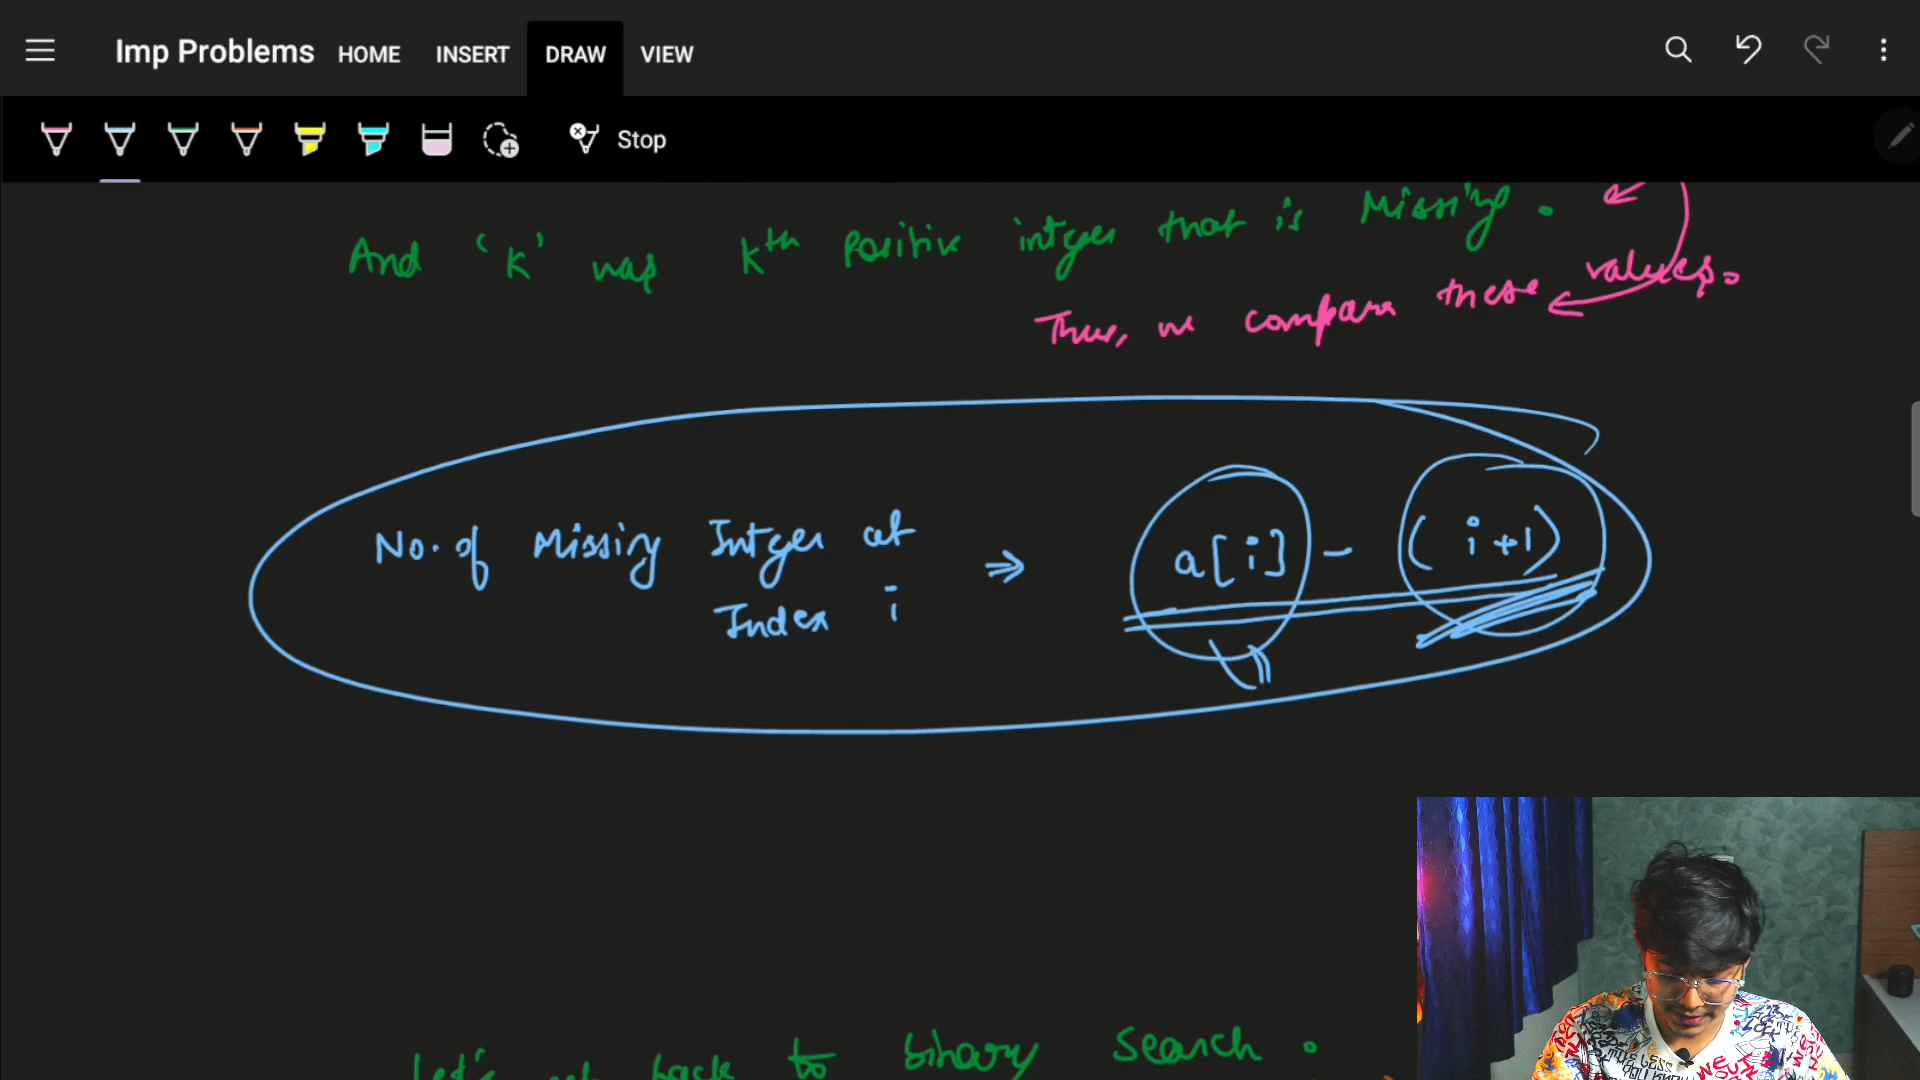 Imp Problems HOME INSERT DRAW VIEW
Stop
And 'K' was Kth Positive integer that is Missing.
Thus, we compare these values.
No. of Missing Integer at Index i ⇒ a[i] - (i+1)
Let's back to binary search.